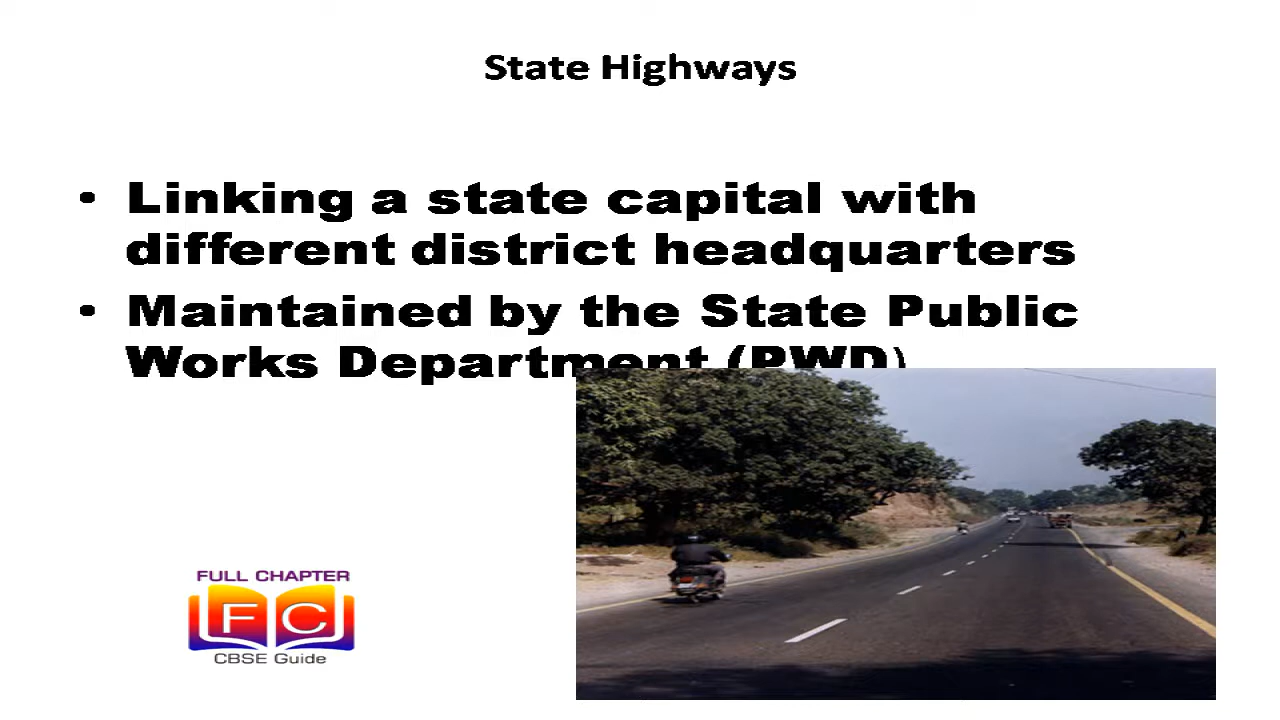 State Highways
• Linking a state capital with
different district headquarters
• Maintained by the State Public
Works Department (PWD)
FULL CHAPTER
FC
CBSE Guide